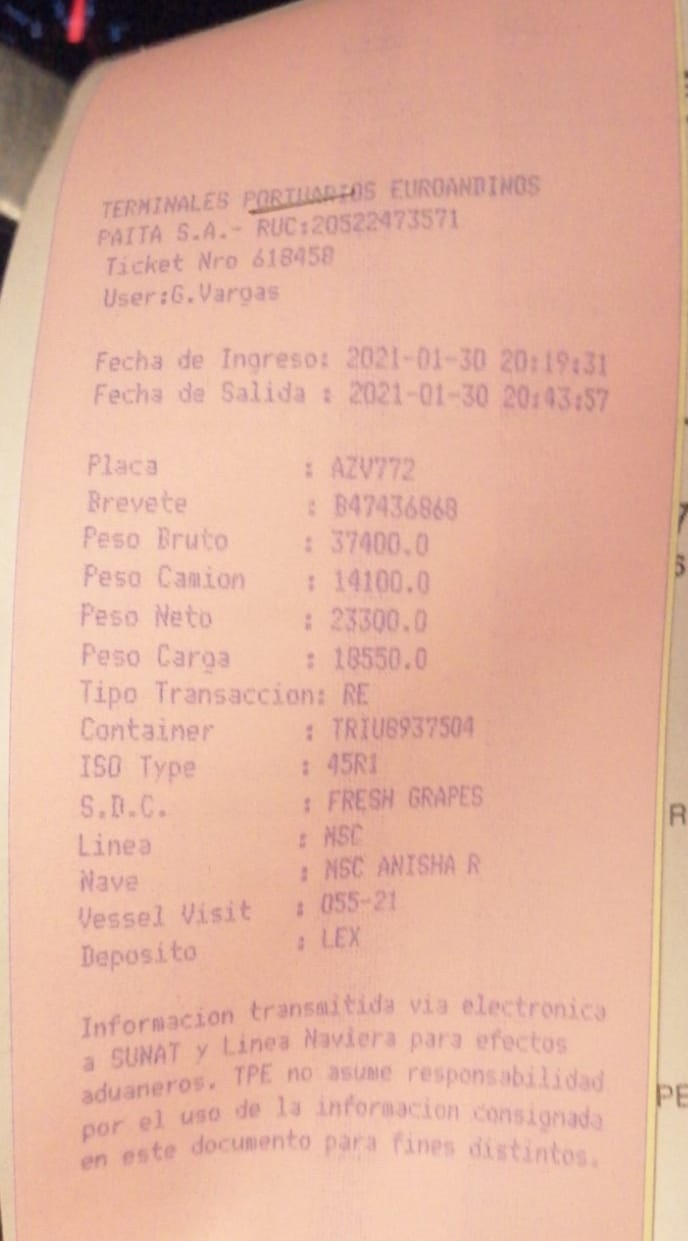 TERMINALES PORTUARIOS EUROANDINOS
PAITA S.A.- RUC:20522473571
Ticket Nro 618458
User:G.Vargas
Fecha de Ingreso: 2021-01-30 20:19:31
Fecha de Salida : 2021-01-30 20:43:57
Placa : AZV772
Brevete : B47436868
Peso Bruto : 37400.0
Peso Camion : 14100.0
Peso Neto : 23300.0
Peso Carga : 18550.0
Tipo Transaccion: RE
Container : TRIU8937504
ISO Type : 45R1
S.D.C. : FRESH GRAPES
Linea : MSC
Nave : MSC ANISHA R
Vessel Visit : 055-21
Deposito : LEX
Informacion transmitida via electronica
a SUNAT y Linea Naviera para efectos
aduaneros. TPE no asume responsabilidad
por el uso de la informacion consignada
en este documento para fines distintos.
R
PE